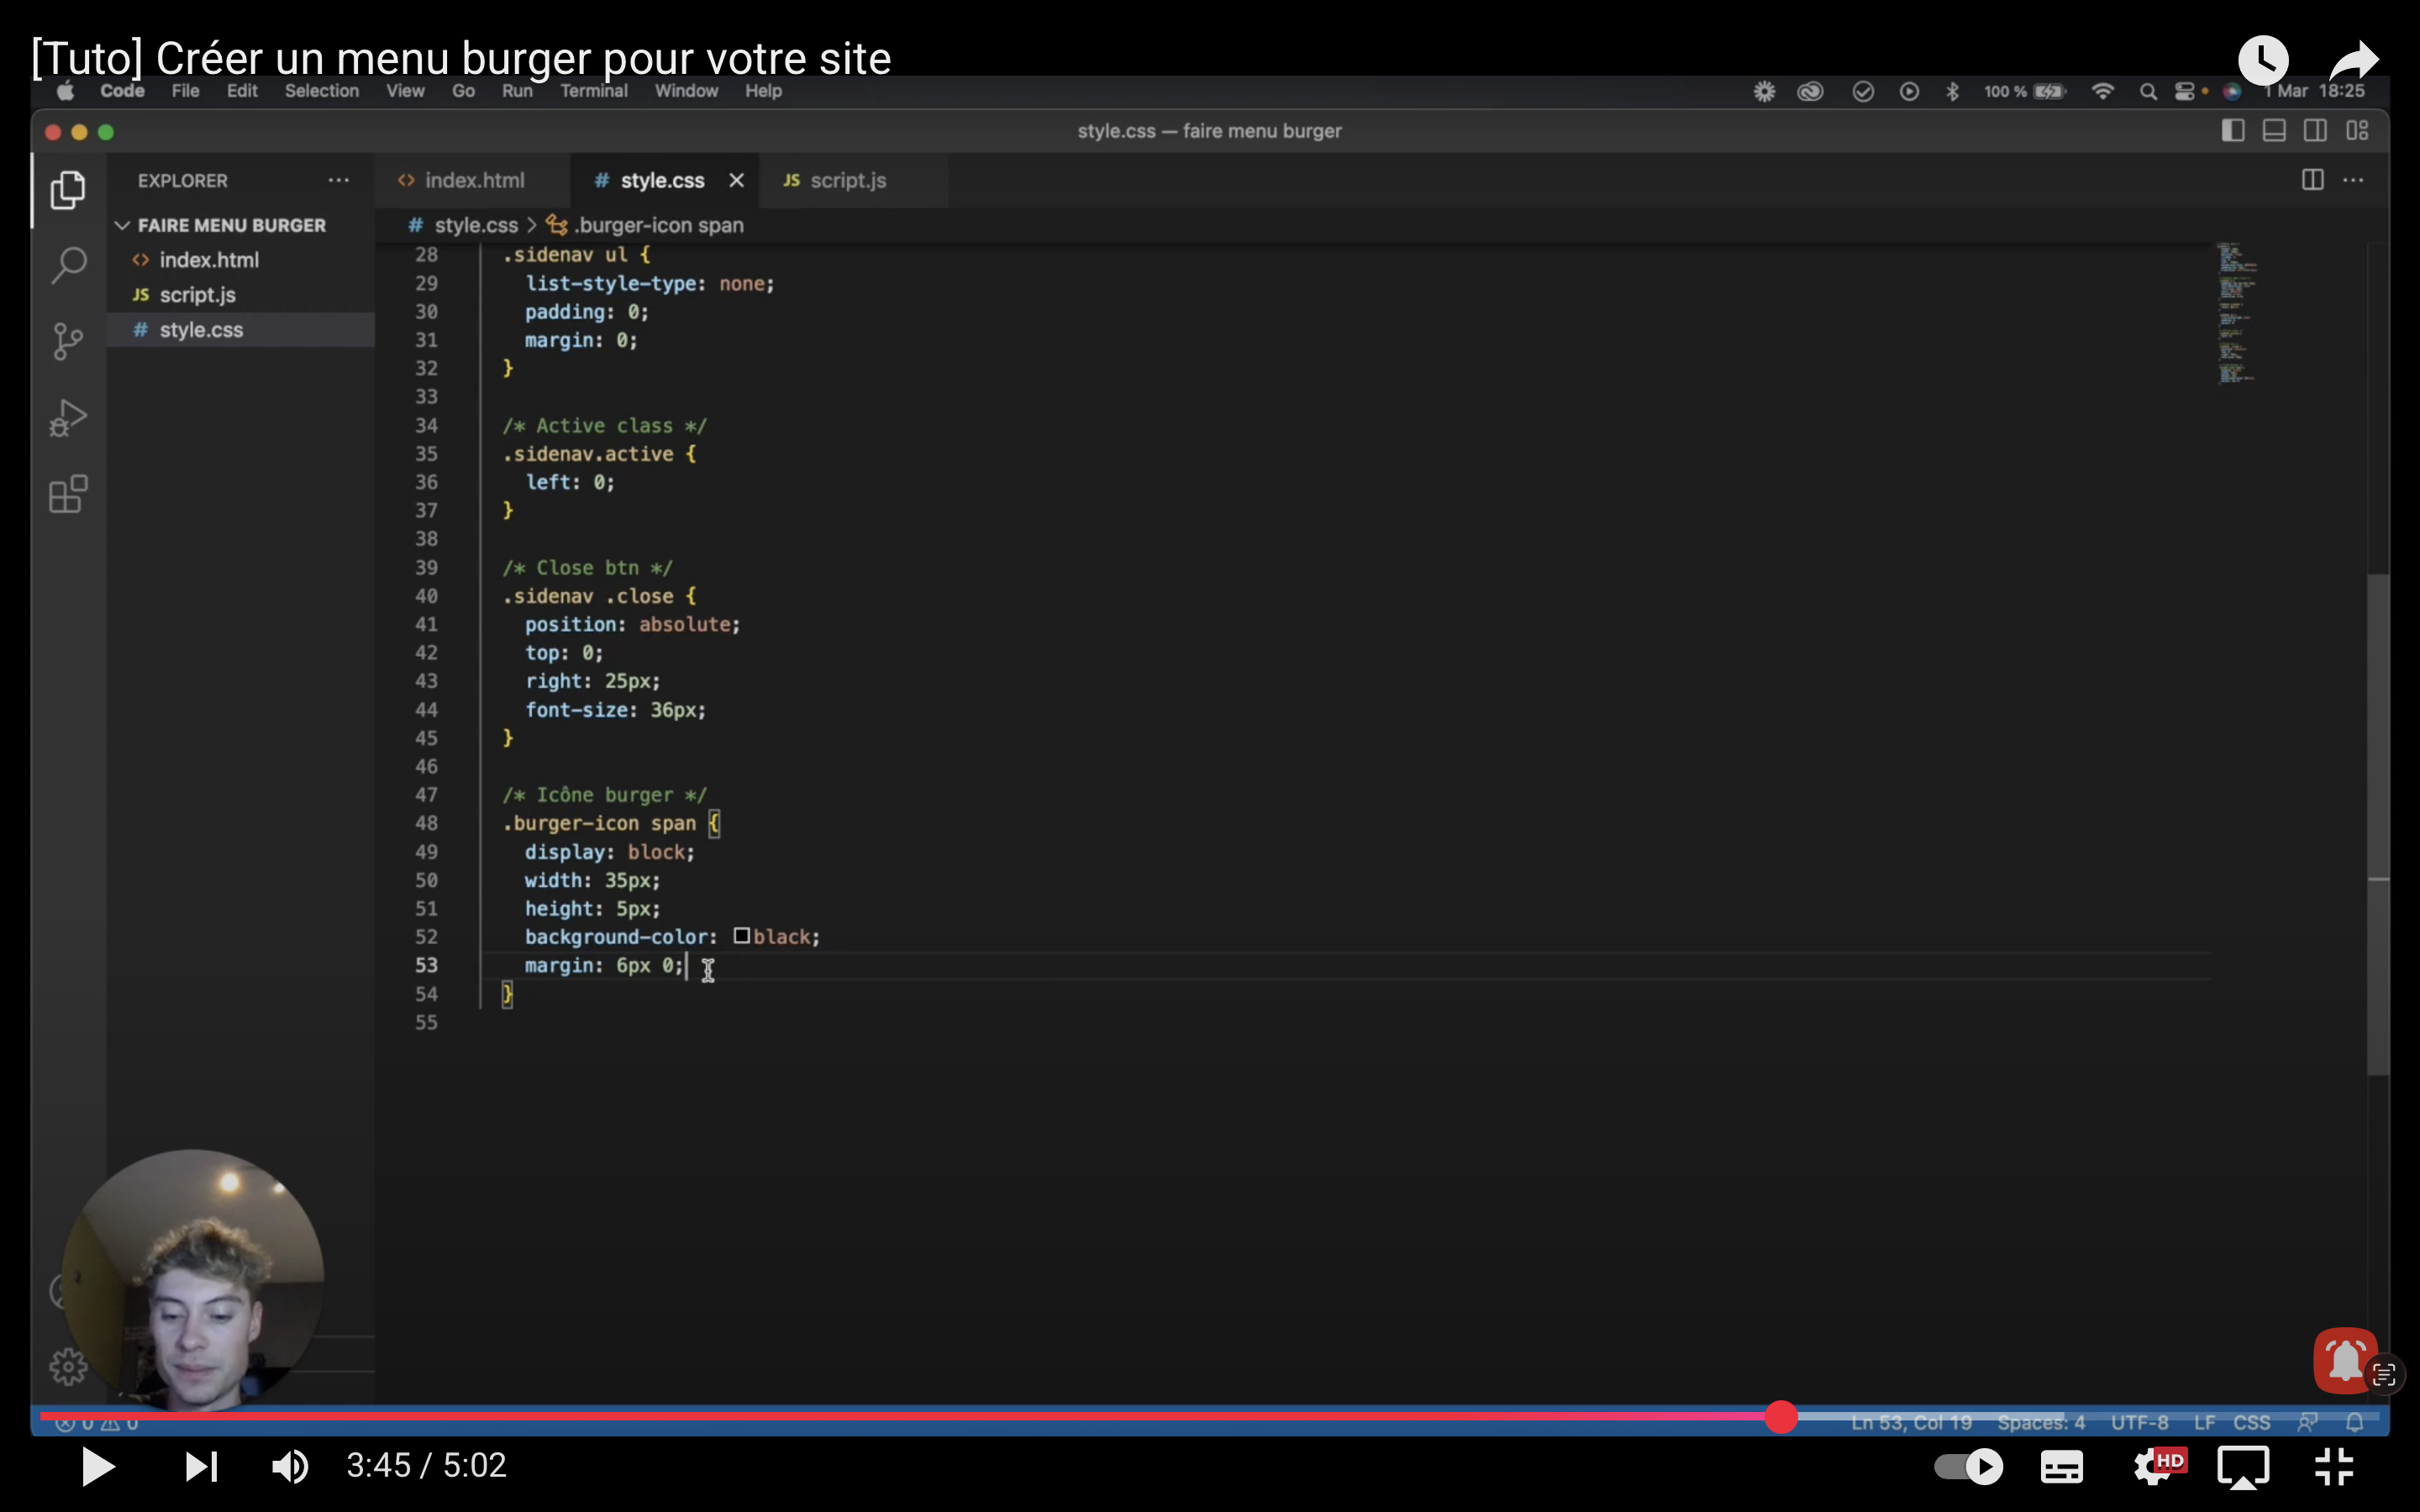 [Tuto] Créer un menu burger pour votre site
Code File Edit Selection View Go Run Terminal Window Help 100 % 1 Mar 18:25
style.css — faire menu burger
EXPLORER ··· index.html # style.css × JS script.js ···
FAIRE MENU BURGER
index.html
JS script.js
# style.css
# style.css > .burger-icon span
28 .sidenav ul {
29 list-style-type: none;
30 padding: 0;
31 margin: 0;
32 }
33
34 /* Active class */
35 .sidenav.active {
36 left: 0;
37 }
38
39 /* Close btn */
40 .sidenav .close {
41 position: absolute;
42 top: 0;
43 right: 25px;
44 font-size: 36px;
45 }
46
47 /* Icône burger */
48 .burger-icon span {
49 display: block;
50 width: 35px;
51 height: 5px;
52 background-color: black;
53 margin: 6px 0;
54 }
55
0 0 Ln 53, Col 19 Spaces: 4 UTF-8 LF CSS
3:45 / 5:02 HD